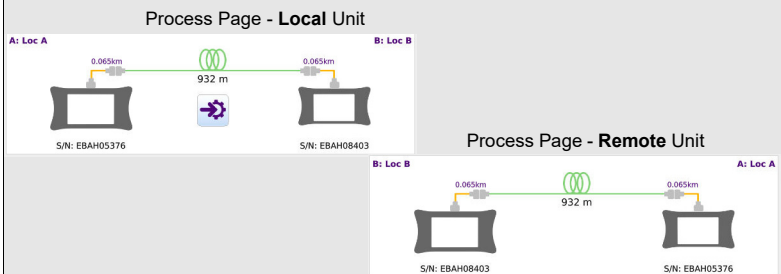 Process Page - Local Unit
A: Loc A B: Loc B
0.065km 0.065km
932 m
S/N: EBAH05376 S/N: EBAH08403
Process Page - Remote Unit
B: Loc B A: Loc A
0.065km 0.065km
932 m
S/N: EBAH08403 S/N: EBAH05376